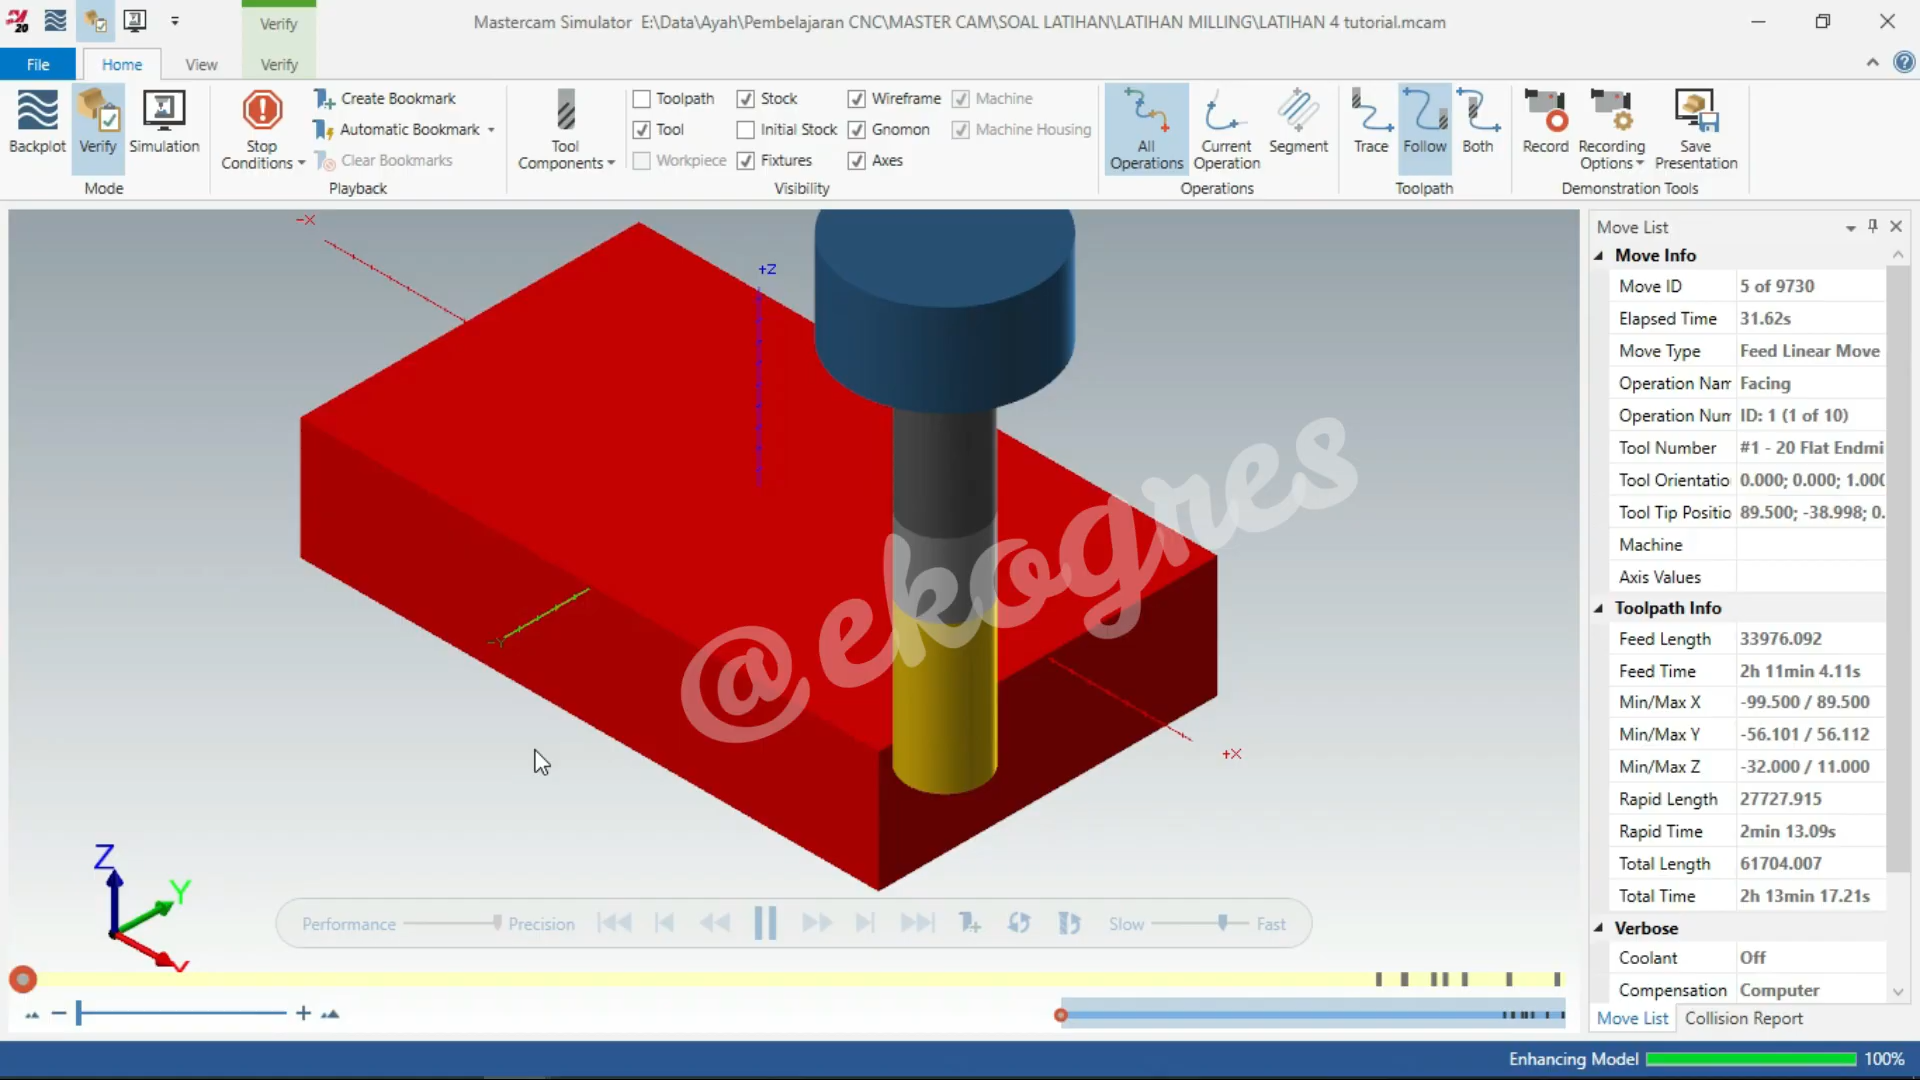 Verify
Mastercam Simulator E:\Data\Ayah\Pembelajaran CNC\MASTER CAM\SOAL LATIHAN\LATIHAN MILLING\LATIHAN 4 tutorial.mcam
File
Home
View
Verify
Backplot
Verify
Simulation
Mode
Stop
Conditions
Create Bookmark
Automatic Bookmark
Clear Bookmarks
Playback
Tool
Components
Toolpath
Tool
Workpiece
Stock
Initial Stock
Fixtures
Wireframe
Gnomon
Axes
Machine
Machine Housing
Visibility
All
Operations
Current
Operation
Segment
Operations
Trace
Follow
Both
Toolpath
Record
Recording
Options
Save
Presentation
Demonstration Tools
-X
+Z
-Y
+X
@ekogres
Z
Y
Performance
Precision
Slow
Fast
Move List
Move Info
Move ID 5 of 9730
Elapsed Time 31.62s
Move Type Feed Linear Move
Operation Nam Facing
Operation Num ID: 1 (1 of 10)
Tool Number #1 - 20 Flat Endmi
Tool Orientatio 0.000; 0.000; 1.000
Tool Tip Positio 89.500; -38.998; 0.
Machine
Axis Values
Toolpath Info
Feed Length 33976.092
Feed Time 2h 11min 4.11s
Min/Max X -99.500 / 89.500
Min/Max Y -56.101 / 56.112
Min/Max Z -32.000 / 11.000
Rapid Length 27727.915
Rapid Time 2min 13.09s
Total Length 61704.007
Total Time 2h 13min 17.21s
Verbose
Coolant Off
Compensation Computer
Move List
Collision Report
Enhancing Model 100%